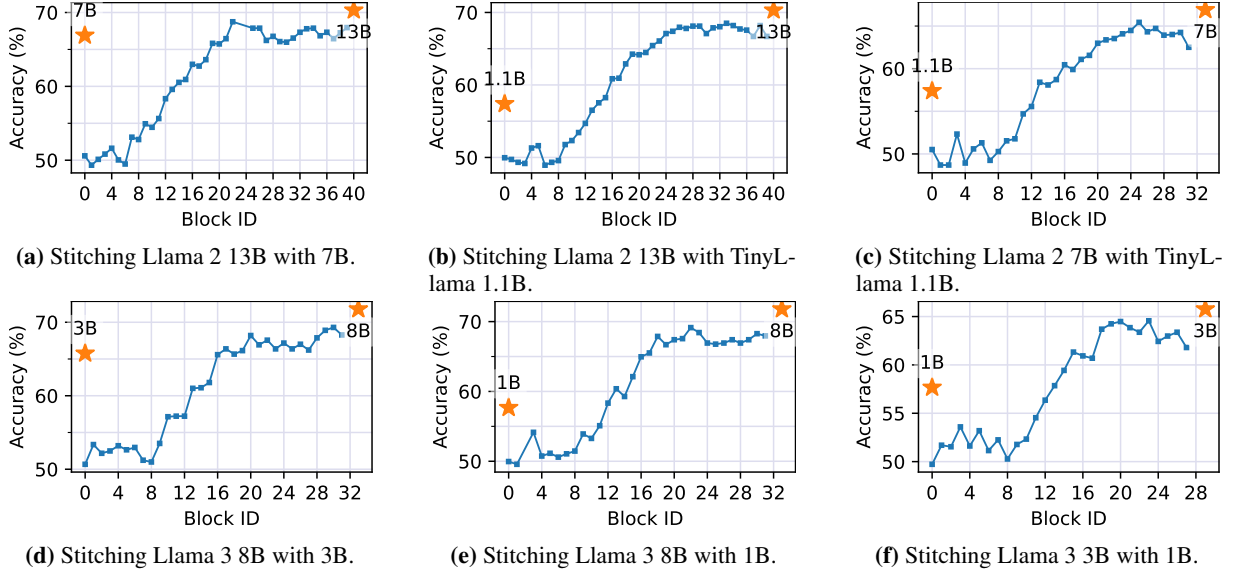 70
60
50
Accuracy (%)
7B
13B
0 4 8 12 16 20 24 28 32 36 40
Block ID
(a) Stitching Llama 2 13B with 7B.
70
60
50
Accuracy (%)
1.1B
13B
0 4 8 12 16 20 24 28 32 36 40
Block ID
(b) Stitching Llama 2 13B with TinyL-
lama 1.1B.
60
50
Accuracy (%)
1.1B
7B
0 4 8 12 16 20 24 28 32
Block ID
(c) Stitching Llama 2 7B with TinyL-
lama 1.1B.
70
60
50
Accuracy (%)
3B
8B
0 4 8 12 16 20 24 28 32
Block ID
(d) Stitching Llama 3 8B with 3B.
70
60
50
Accuracy (%)
1B
8B
0 4 8 12 16 20 24 28 32
Block ID
(e) Stitching Llama 3 8B with 1B.
65
60
55
50
Accuracy (%)
1B
3B
0 4 8 12 16 20 24 28
Block ID
(f) Stitching Llama 3 3B with 1B.